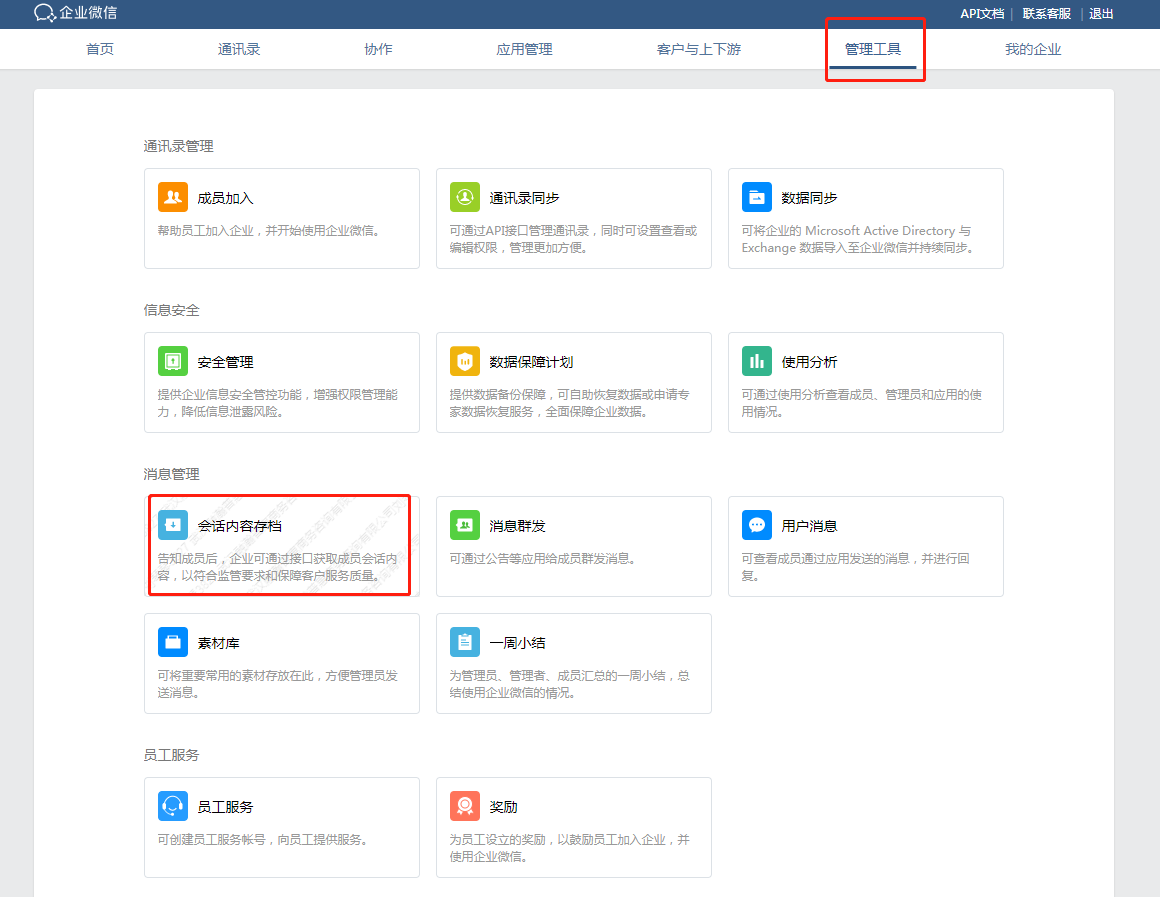 企业微信
API文档 | 联系客服 | 退出
首页 通讯录 协作 应用管理 客户与上下游 管理工具 我的企业
通讯录管理
成员加入
帮助员工加入企业，并开始使用企业微信。
通讯录同步
可通过API接口管理通讯录，同时可设置查看或
编辑权限，管理更加方便。
数据同步
可将企业的 Microsoft Active Directory 与
Exchange 数据导入至企业微信并持续同步。
信息安全
安全管理
提供企业信息安全管控功能，增强权限管理能
力，降低信息泄露风险。
数据保障计划
提供数据备份保障，可自助恢复数据或申请专
家数据恢复服务，全面保障企业数据。
使用分析
可通过使用分析查看成员、管理员和应用的使
用情况。
消息管理
会话内容存档
告知成员后，企业可通过接口获取成员会话内
容，以符合监管要求和保障客户服务质量。
消息群发
可通过公告等应用给成员群发消息。
用户消息
可查看成员通过应用发送的消息，并进行回
复。
素材库
可将重要常用的素材存放在此，方便管理员发
送消息。
一周小结
为管理员、管理者、成员汇总的一周小结，总
结使用企业微信的情况。
员工服务
员工服务
可创建员工服务帐号，向员工提供服务。
奖励
为员工设立的奖励，以鼓励员工加入企业，并
使用企业微信。